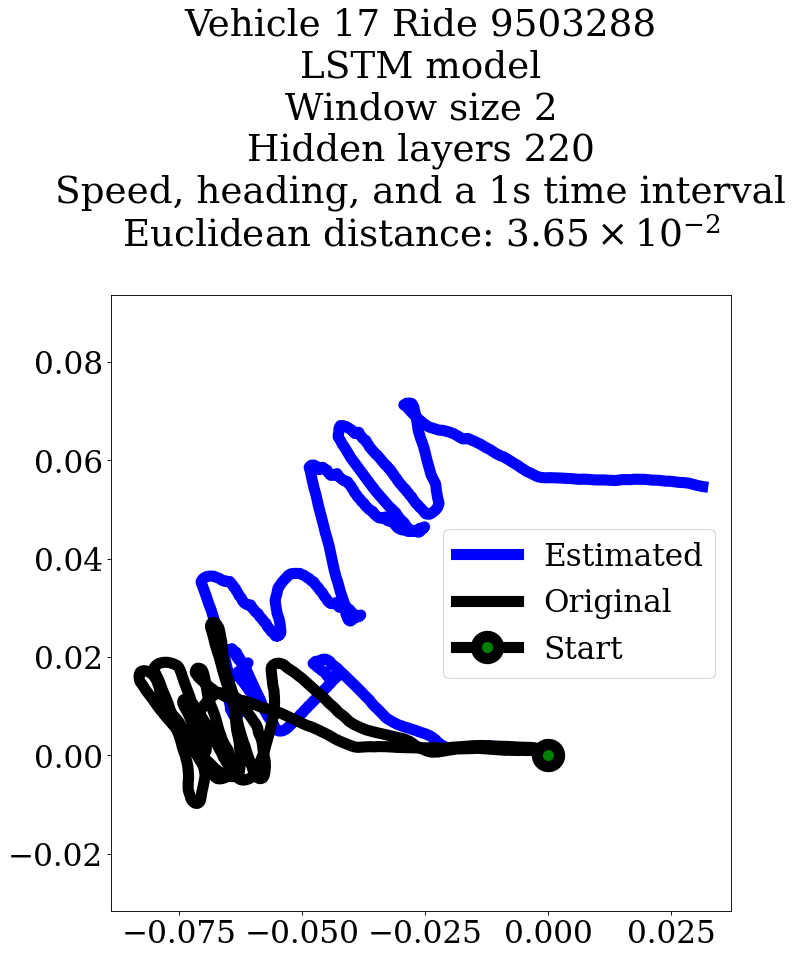 Vehicle 17 Ride 9503288
LSTM model
Window size 2
Hidden layers 220
Speed, heading, and a 1s time interval
Euclidean distance: 3.65 × 10⁻²
0.08
0.06
0.04
0.02
0.00
−0.02
Estimated
Original
Start
−0.075 −0.050 −0.025 0.000 0.025